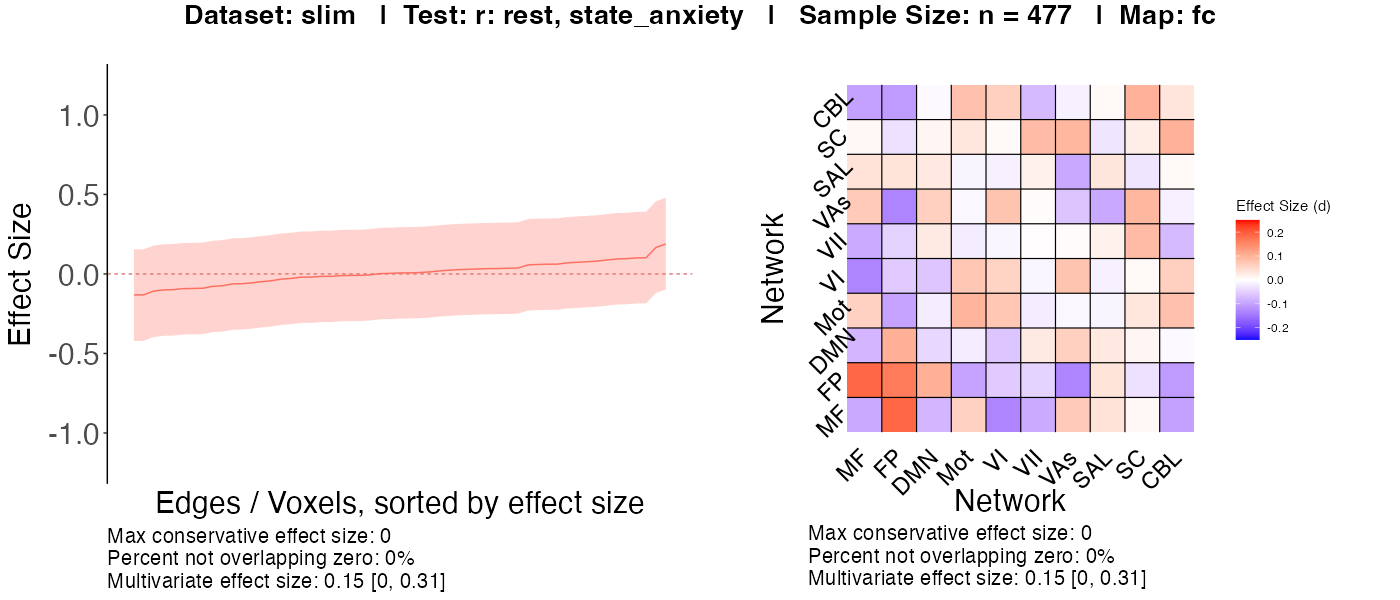 Dataset: slim | Test: r: rest, state_anxiety | Sample Size: n = 477 | Map: fc
Effect Size
1.0
0.5
0.0
-0.5
-1.0
Edges / Voxels, sorted by effect size
Max conservative effect size: 0
Percent not overlapping zero: 0%
Multivariate effect size: 0.15 [0, 0.31]
Network
CBL
SC
SAL
VAs
VII
VI
Mot
DMN
FP
MF
MF
FP
DMN
Mot
VI
VII
VAs
SAL
SC
CBL
Network
Effect Size (d)
0.2
0.1
0.0
-0.1
-0.2
Max conservative effect size: 0
Percent not overlapping zero: 0%
Multivariate effect size: 0.15 [0, 0.31]